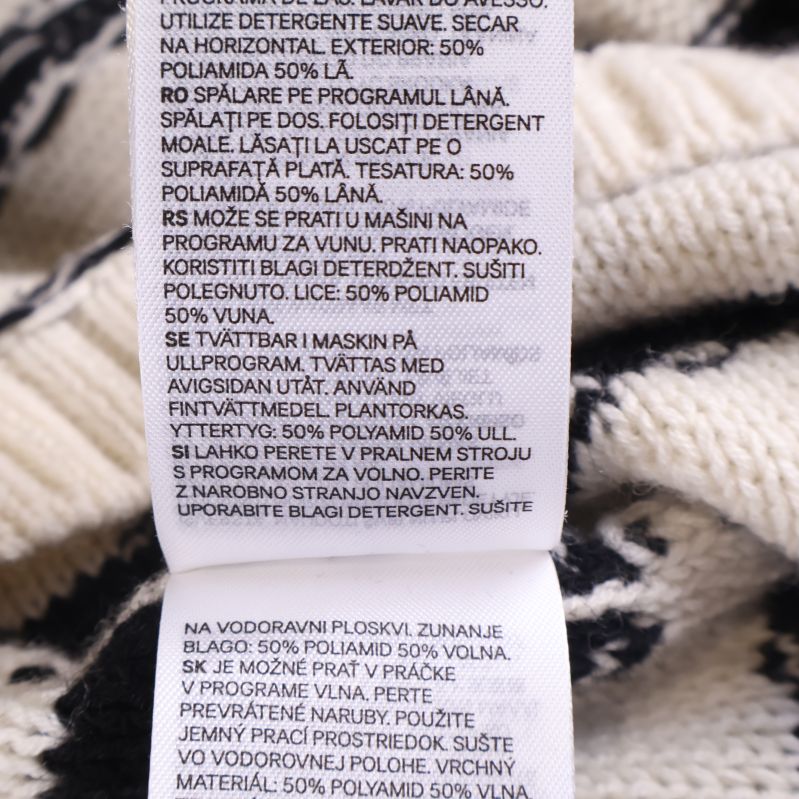 PROGRAMA DE LÃS. LAVAR DO AVESSO.
UTILIZE DETERGENTE SUAVE. SECAR
NA HORIZONTAL. EXTERIOR: 50%
POLIAMIDA 50% LÃ.
RO SPĂLARE PE PROGRAMUL LÂNĂ.
SPĂLAȚI PE DOS. FOLOSIȚI DETERGENT
MOALE. LĂSAȚI LA USCAT PE O
SUPRAFAȚĂ PLATĂ. TESATURA: 50%
POLIAMIDĂ 50% LÂNĂ.
RS MOŽE SE PRATI U MAŠINI NA
PROGRAMU ZA VUNU. PRATI NAOPAKO.
KORISTITI BLAGI DETERDŽENT. SUŠITI
POLEGNUTO. LICE: 50% POLIAMID
50% VUNA.
SE TVÄTTBAR I MASKIN PÅ
ULLPROGRAM. TVÄTTAS MED
AVIGSIDAN UTÅT. ANVÄND
FINTVÄTTMEDEL. PLANTORKAS.
YTTERTYG: 50% POLYAMID 50% ULL.
SI LAHKO PERETE V PRALNEM STROJU
S PROGRAMOM ZA VOLNO. PERITE
Z NAROBNO STRANJO NAVZVEN.
UPORABITE BLAGI DETERGENT. SUŠITE
NA VODORAVNI PLOSKVI. ZUNANJE
BLAGO: 50% POLIAMID 50% VOLNA.
SK JE MOŽNÉ PRAŤ V PRÁČKE
V PROGRAME VLNA. PERTE
PREVRÁTENÉ NARUBY. POUŽITE
JEMNÝ PRACÍ PROSTRIEDOK. SUŠTE
VO VODOROVNEJ POLOHE. VRCHNÝ
MATERIÁL: 50% POLYAMID 50% VLNA